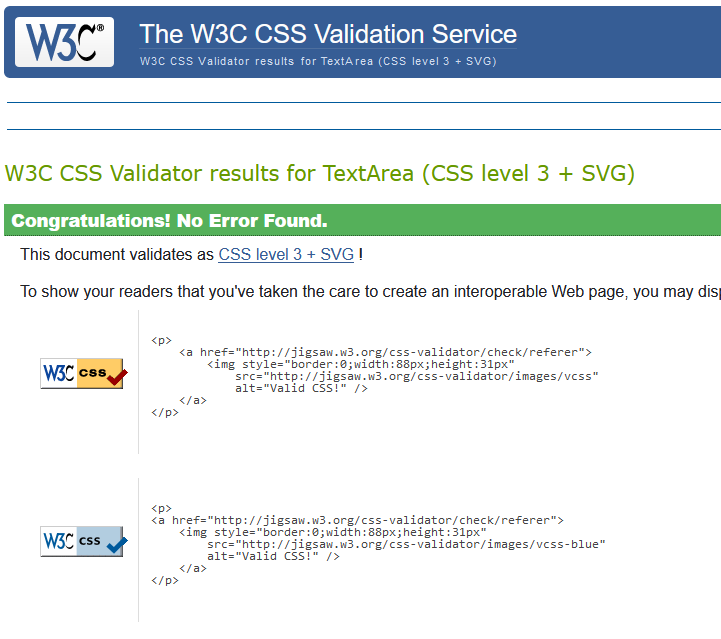 W3C®
The W3C CSS Validation Service
W3C CSS Validator results for TextArea (CSS level 3 + SVG)
W3C CSS Validator results for TextArea (CSS level 3 + SVG)
Congratulations! No Error Found.
This document validates as CSS level 3 + SVG !
To show your readers that you've taken the care to create an interoperable Web page, you may disp
W3C css
<p>
<a href="http://jigsaw.w3.org/css-validator/check/referer">
<img style="border:0;width:88px;height:31px"
src="http://jigsaw.w3.org/css-validator/images/vcss"
alt="Valid CSS!" />
</a>
</p>
W3C css
<p>
<a href="http://jigsaw.w3.org/css-validator/check/referer">
<img style="border:0;width:88px;height:31px"
src="http://jigsaw.w3.org/css-validator/images/vcss-blue"
alt="Valid CSS!" />
</a>
</p>